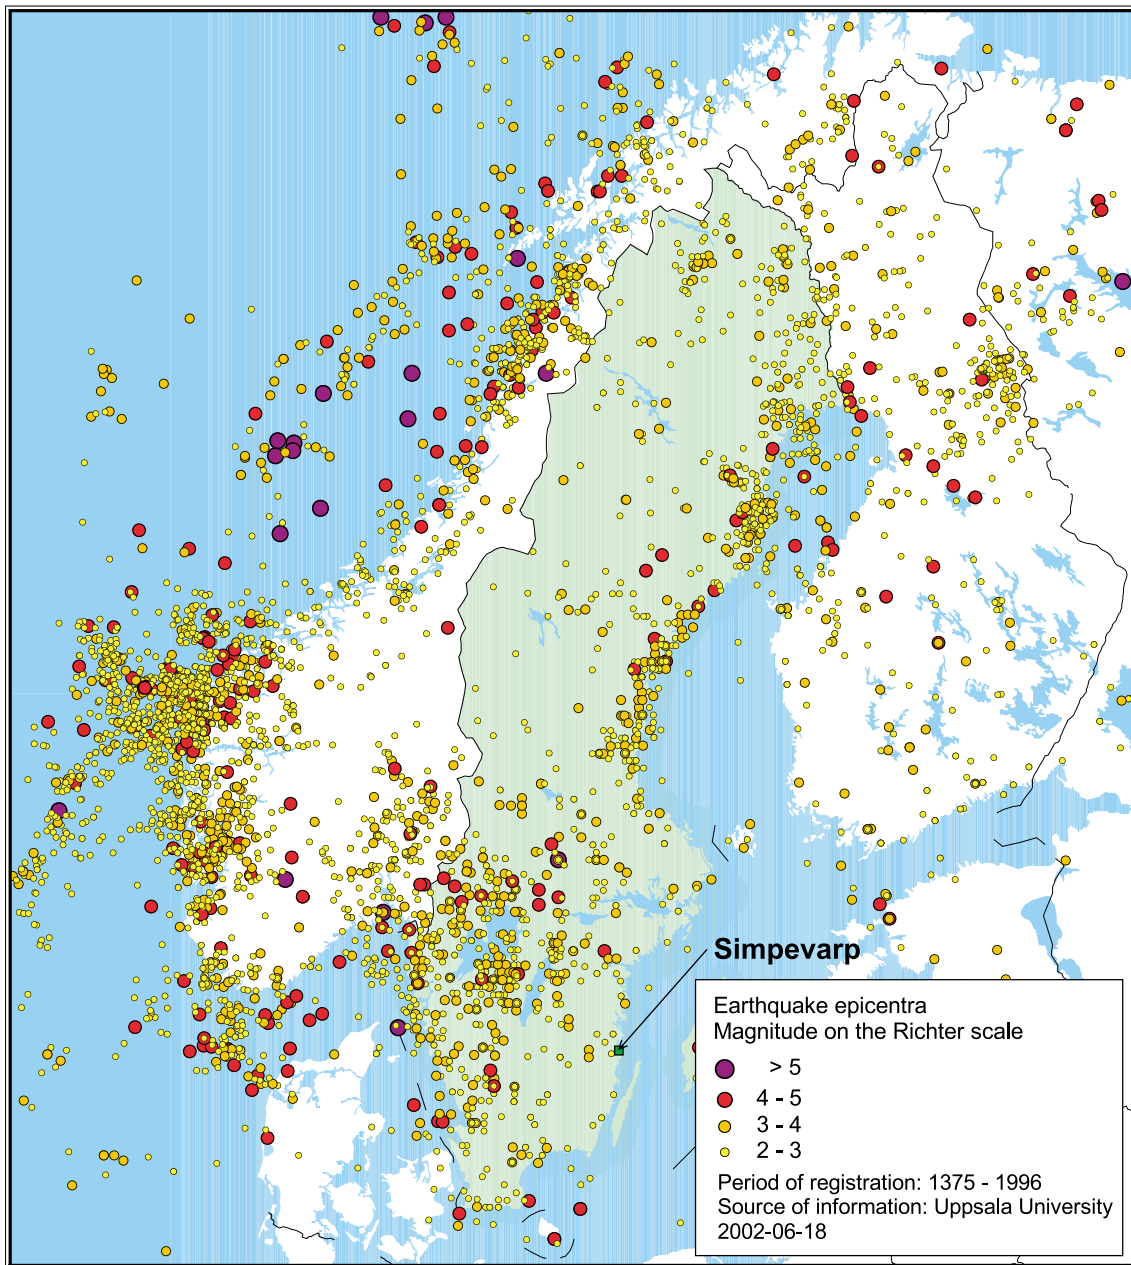 Simpevarp
Earthquake epicentra
Magnitude on the Richter scale
> 5
4 - 5
3 - 4
2 - 3
Period of registration: 1375 - 1996
Source of information: Uppsala University
2002-06-18